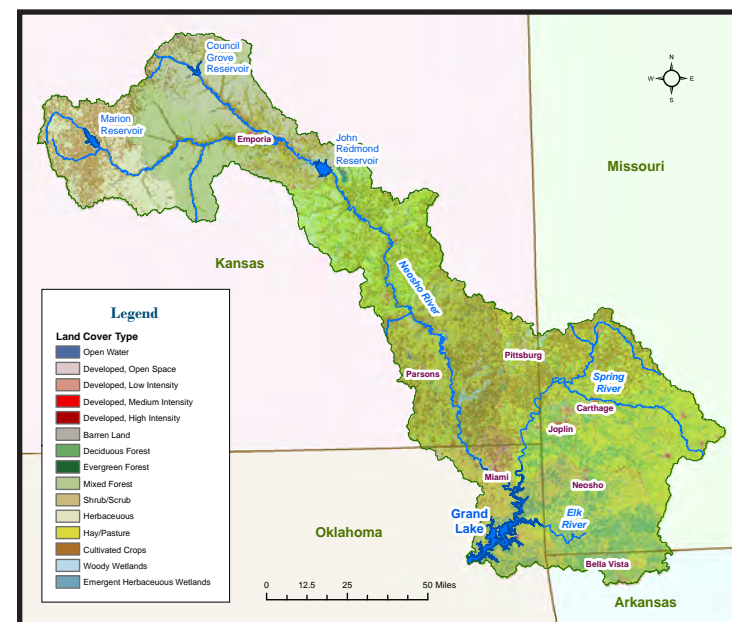 Council
Grove
Reservoir
N
W
E
S
Marion
Reservoir
Emporia
John
Redmond
Reservoir
Missouri
Kansas
Neosho River
Legend
Land Cover Type
Open Water
Developed, Open Space
Developed, Low Intensity
Developed, Medium Intensity
Developed, High Intensity
Barren Land
Deciduous Forest
Evergreen Forest
Mixed Forest
Shrub/Scrub
Herbaceuous
Hay/Pasture
Cultivated Crops
Woody Wetlands
Emergent Herbaceuous Wetlands
Pittsburg
Parsons
Spring
River
Carthage
Joplin
Miami
Neosho
Grand
Lake
Elk
River
Oklahoma
Bella Vista
0 12.5 25 50 Miles
Arkansas